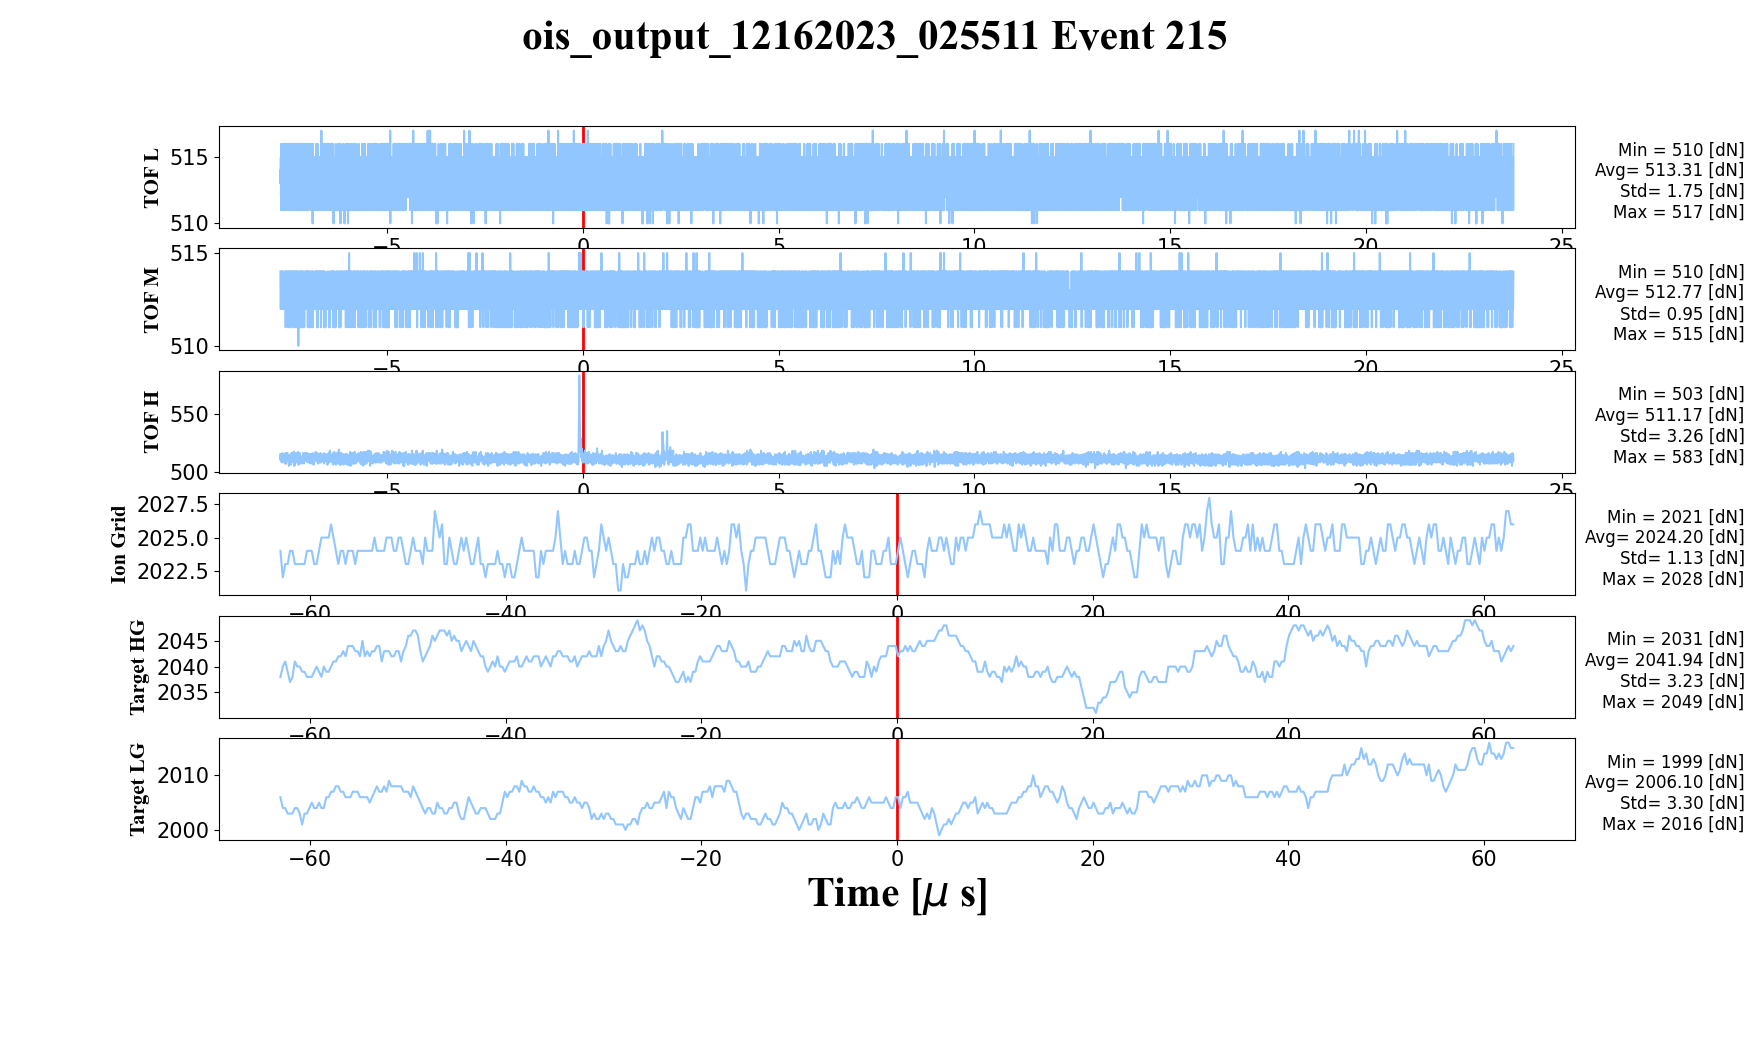 ois_output_12162023_025511 Event 215
TOF L
515
510
−5 0 5 10 15 20 25
Min = 510 [dN]
Avg= 513.31 [dN]
Std= 1.75 [dN]
Max = 517 [dN]
TOF M
515
510
−5 0 5 10 15 20 25
Min = 510 [dN]
Avg= 512.77 [dN]
Std= 0.95 [dN]
Max = 515 [dN]
TOF H
550
500
−5 0 5 10 15 20 25
Min = 503 [dN]
Avg= 511.17 [dN]
Std= 3.26 [dN]
Max = 583 [dN]
Ion Grid
2027.5
2025.0
2022.5
−60 −40 −20 0 20 40 60
Min = 2021 [dN]
Avg= 2024.20 [dN]
Std= 1.13 [dN]
Max = 2028 [dN]
Target HG
2045
2040
2035
−60 −40 −20 0 20 40 60
Min = 2031 [dN]
Avg= 2041.94 [dN]
Std= 3.23 [dN]
Max = 2049 [dN]
Target LG
2010
2000
−60 −40 −20 0 20 40 60
Min = 1999 [dN]
Avg= 2006.10 [dN]
Std= 3.30 [dN]
Max = 2016 [dN]
Time [μ s]